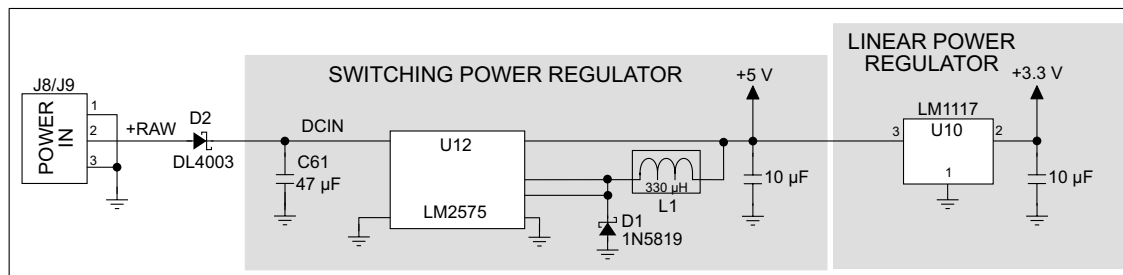 J8/J9
POWER IN
1
2
3
+RAW
D2
DL4003
SWITCHING POWER REGULATOR
DCIN
C61
47 µF
U12
LM2575
330 µH
L1
D1
1N5819
+5 V
10 µF
LINEAR POWER
REGULATOR
+3.3 V
LM1117
3
U10
2
1
10 µF